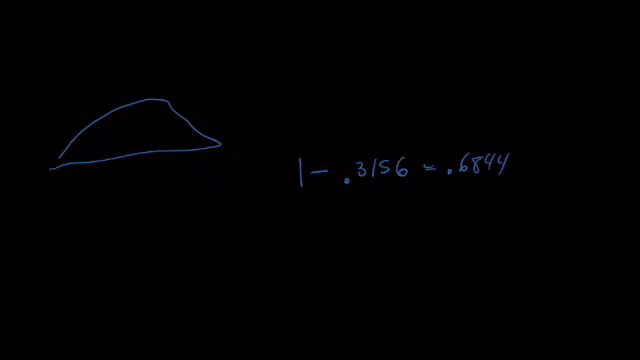 1 - .3156 = .6844